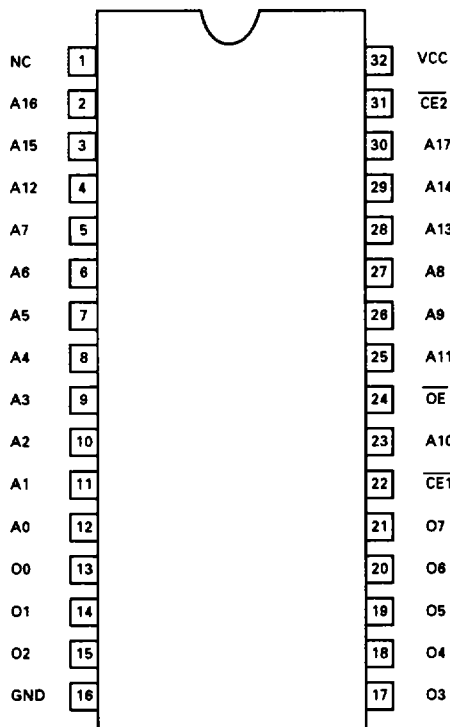 NC 1 32 VCC
A16 2 31 C̅E̅2̅
A15 3 30 A17
A12 4 29 A14
A7 5 28 A13
A6 6 27 A8
A5 7 26 A9
A4 8 25 A11
A3 9 24 O̅E̅
A2 10 23 A10
A1 11 22 C̅E̅1̅
A0 12 21 O7
O0 13 20 O6
O1 14 19 O5
O2 15 18 O4
GND 16 17 O3